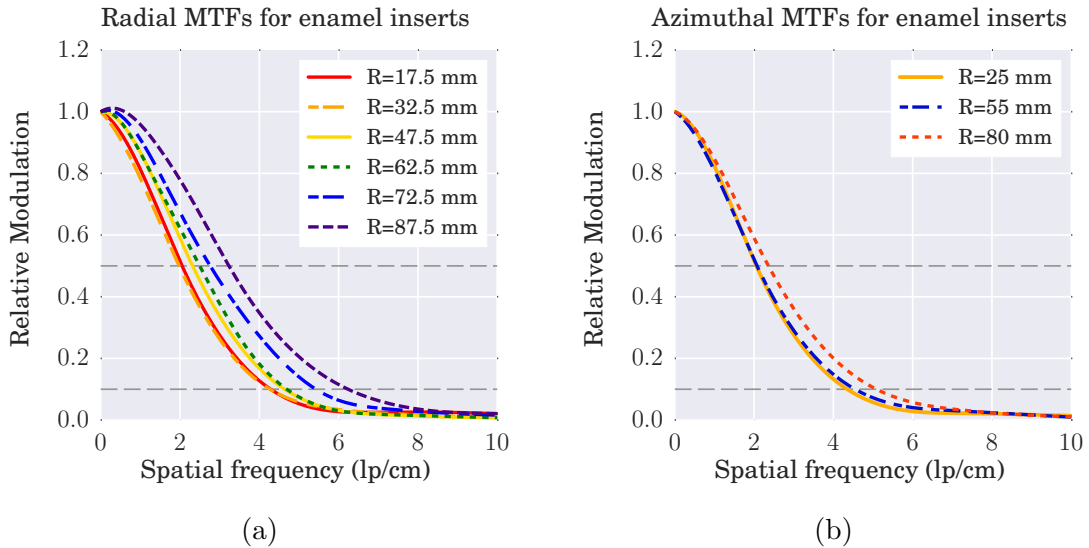 Radial MTFs for enamel inserts
1.2
1.0
0.8
0.6
0.4
0.2
0.0
Relative Modulation
R=17.5 mm
R=32.5 mm
R=47.5 mm
R=62.5 mm
R=72.5 mm
R=87.5 mm
0 2 4 6 8 10
Spatial frequency (lp/cm)
(a)
Azimuthal MTFs for enamel inserts
1.2
1.0
0.8
0.6
0.4
0.2
0.0
Relative Modulation
R=25 mm
R=55 mm
R=80 mm
0 2 4 6 8 10
Spatial frequency (lp/cm)
(b)